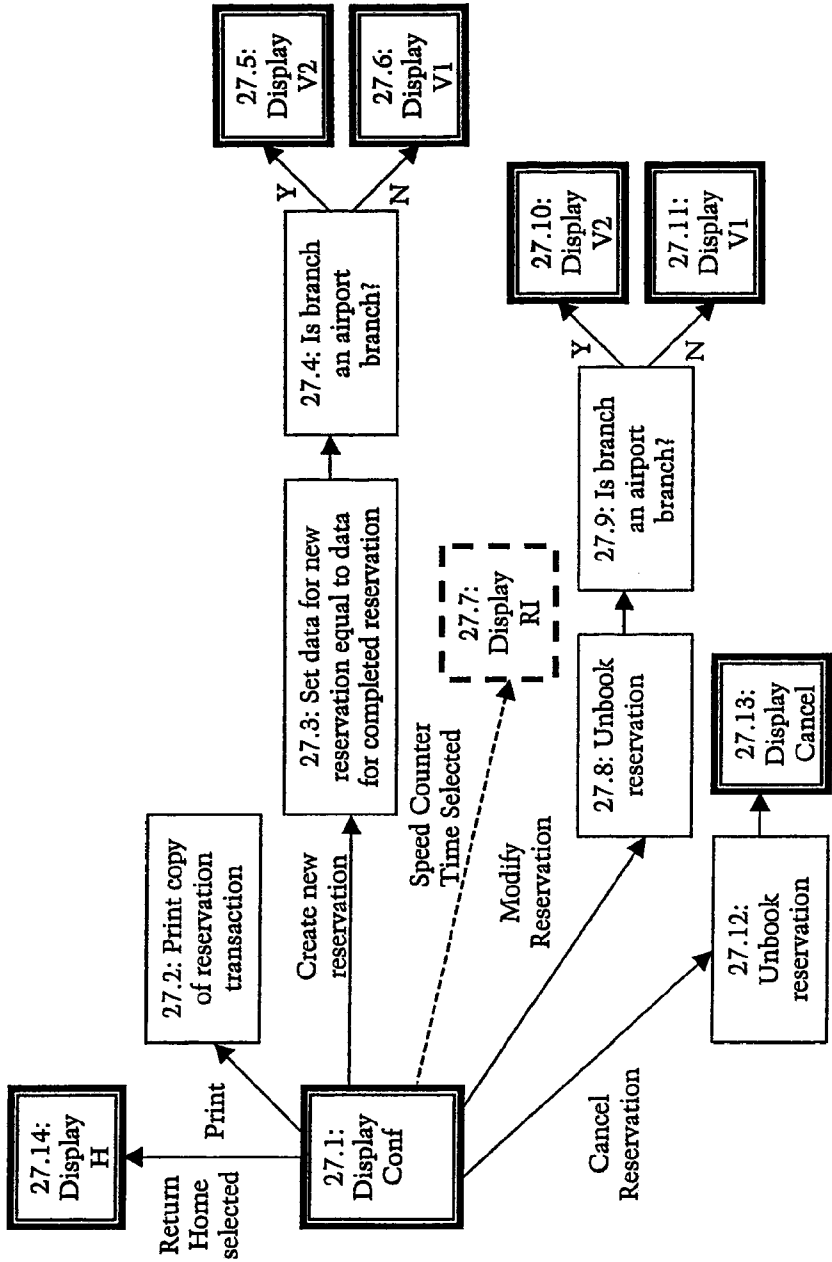 27.14:
Display
H
Return
Home
selected
Print
27.1:
Display
Conf
27.2: Print copy
of reservation
transaction
Create new
reservation
27.3: Set data for new
reservation equal to data
for completed reservation
27.4: Is branch
an airport
branch?
Y
N
27.5:
Display
V2
27.6:
Display
V1
Speed Counter
Time Selected
27.7:
Display
RI
Modify
Reservation
27.8: Unbook
reservation
27.9: Is branch
an airport
branch?
Y
N
27.10:
Display
V2
27.11:
Display
V1
Cancel
Reservation
27.12:
Unbook
reservation
27.13:
Display
Cancel